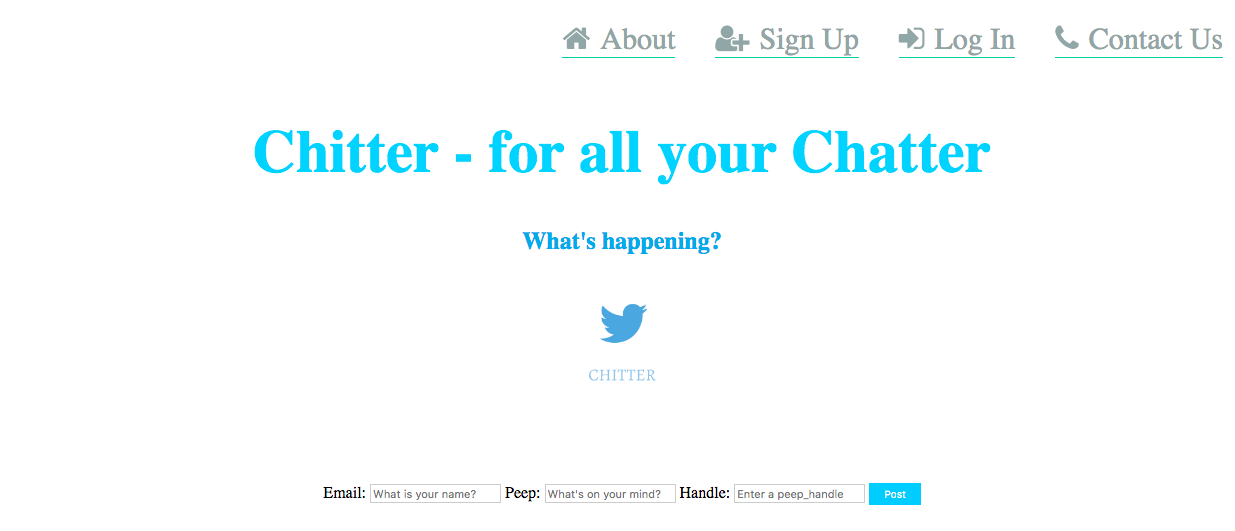 About Sign Up Log In Contact Us
Chitter - for all your Chatter
What's happening?
CHITTER
Email: What is your name? Peep: What's on your mind? Handle: Enter a peep_handle Post